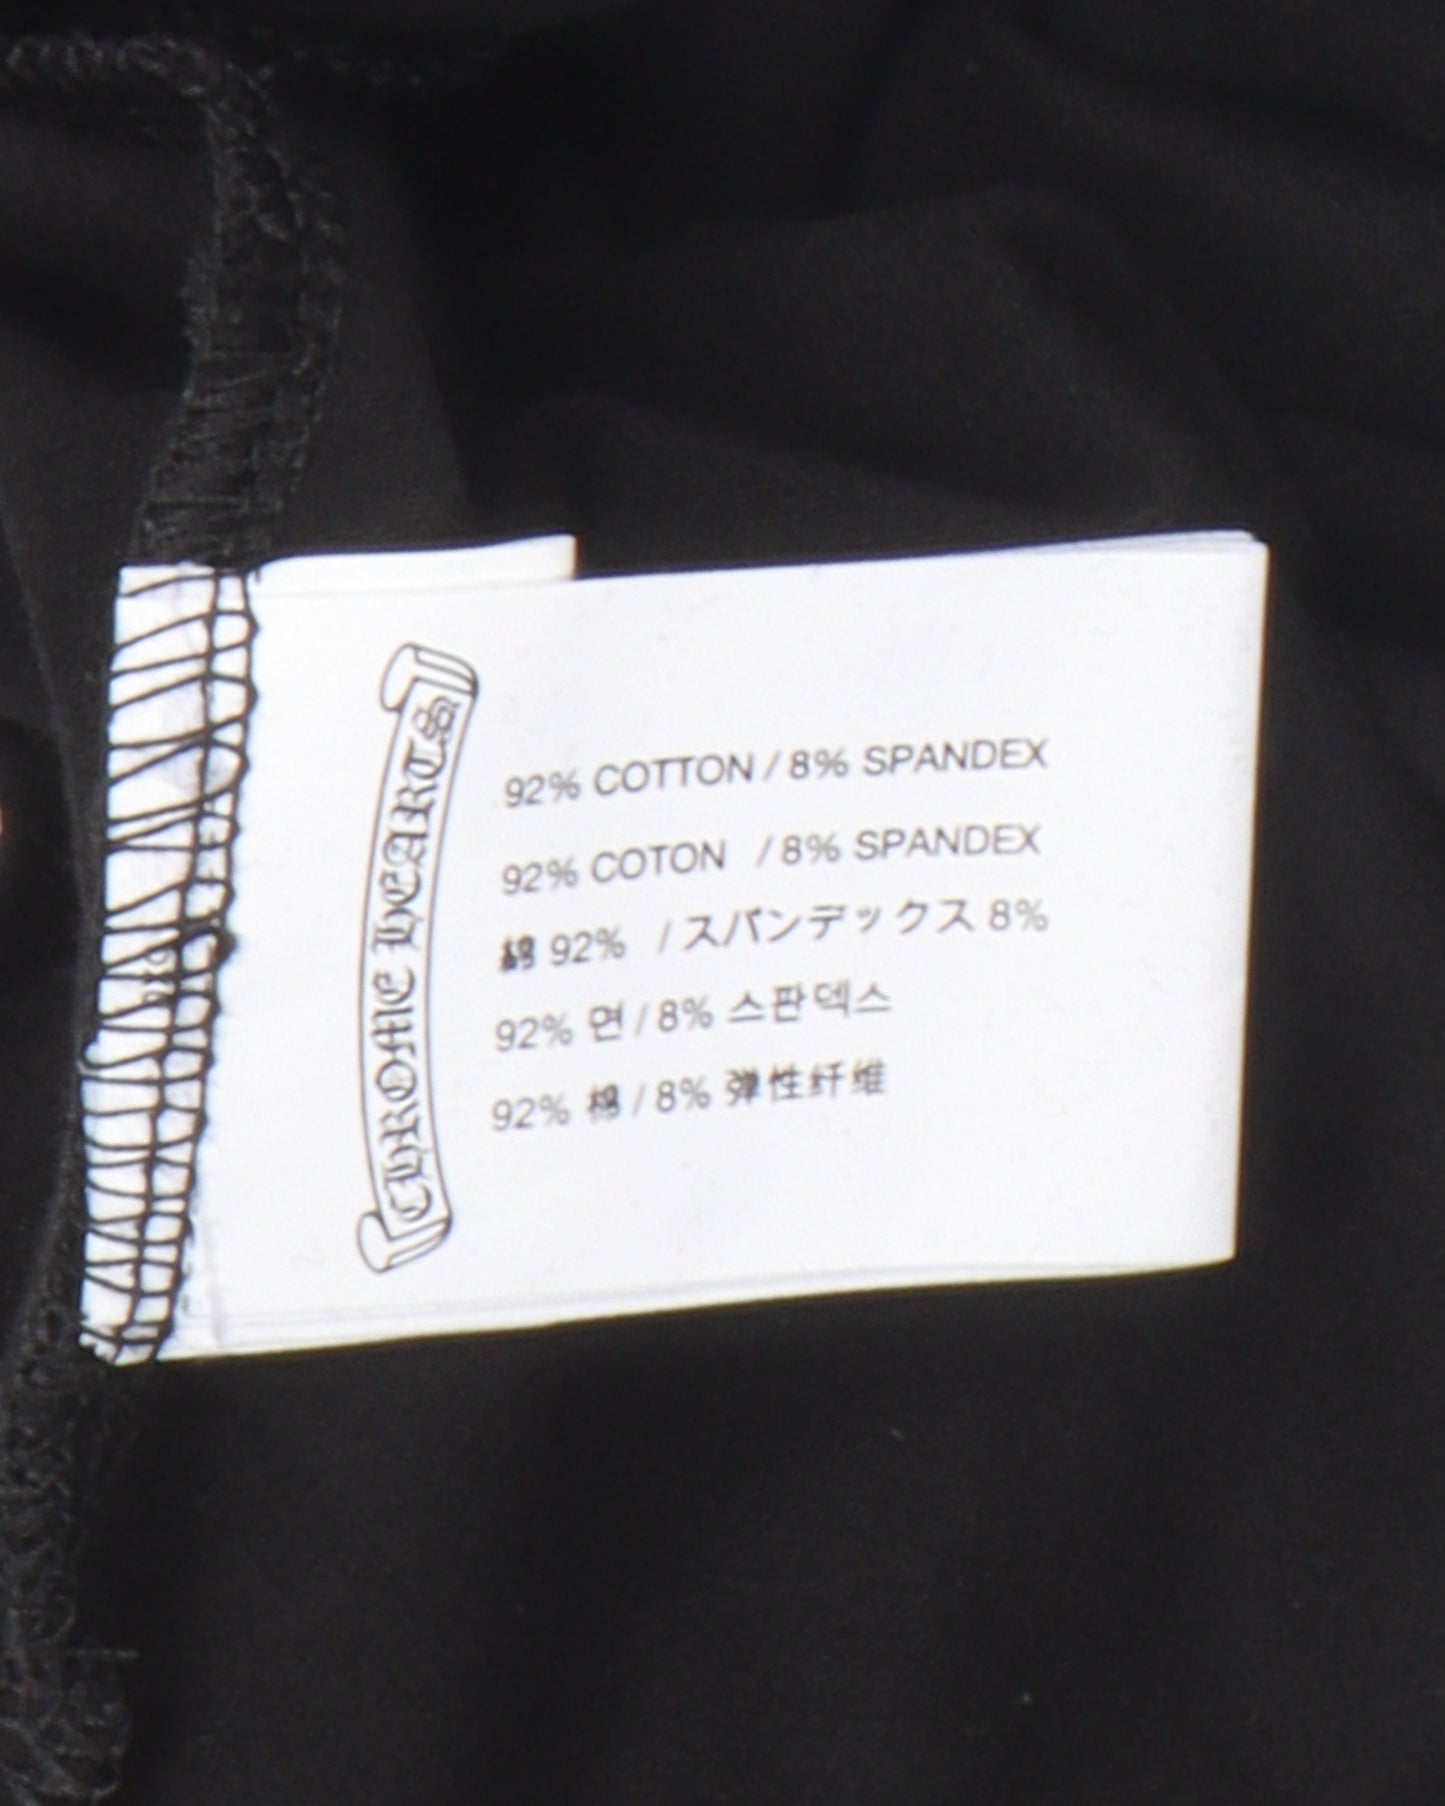 CHROME HEARTS
92% COTTON / 8% SPANDEX
92% COTON / 8% SPANDEX
綿 92% / スパンデックス 8%
92% 면 / 8% 스판덱스
92% 棉 / 8% 弹性纤维